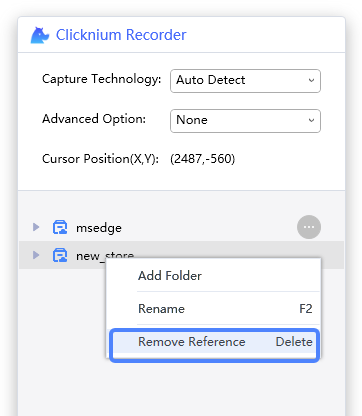 Clicknium Recorder
Capture Technology: Auto Detect
Advanced Option: None
Cursor Position(X,Y): (2487,-560)
msedge
new_store
Add Folder
Rename F2
Remove Reference Delete